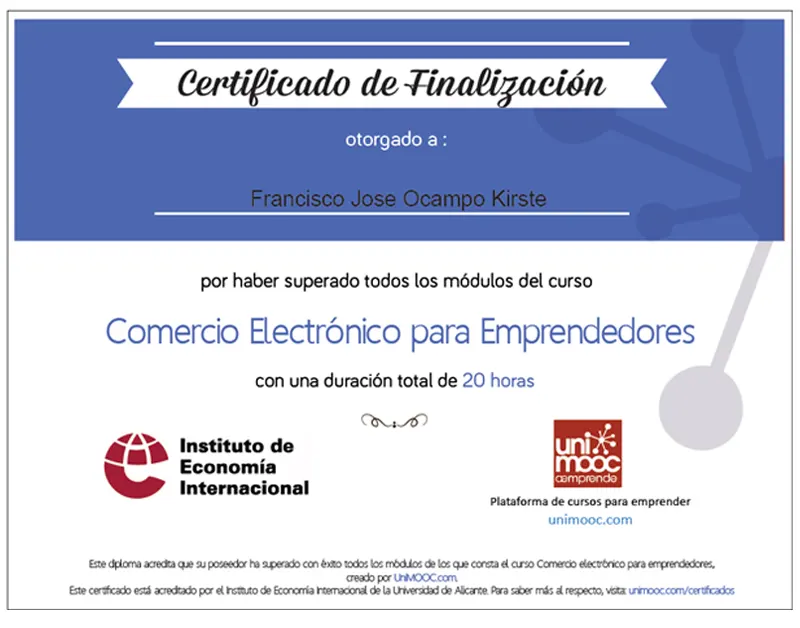 Certificado de Finalización
otorgado a :
Francisco Jose Ocampo Kirste
por haber superado todos los módulos del curso
Comercio Electrónico para Emprendedores
con una duración total de 20 horas
Instituto de
Economía
Internacional
uni
mooc
æmprende
Plataforma de cursos para emprender
unimooc.com
Este diploma acredita que su poseedor ha superado con éxito todos los módulos de los que consta el curso Comercio electrónico para emprendedores,
creado por UniMOOC.com.
Este certificado está acreditado por el Instituto de Economía Internacional de la Universidad de Alicante. Para saber más al respecto, visita: unimooc.com/certificados